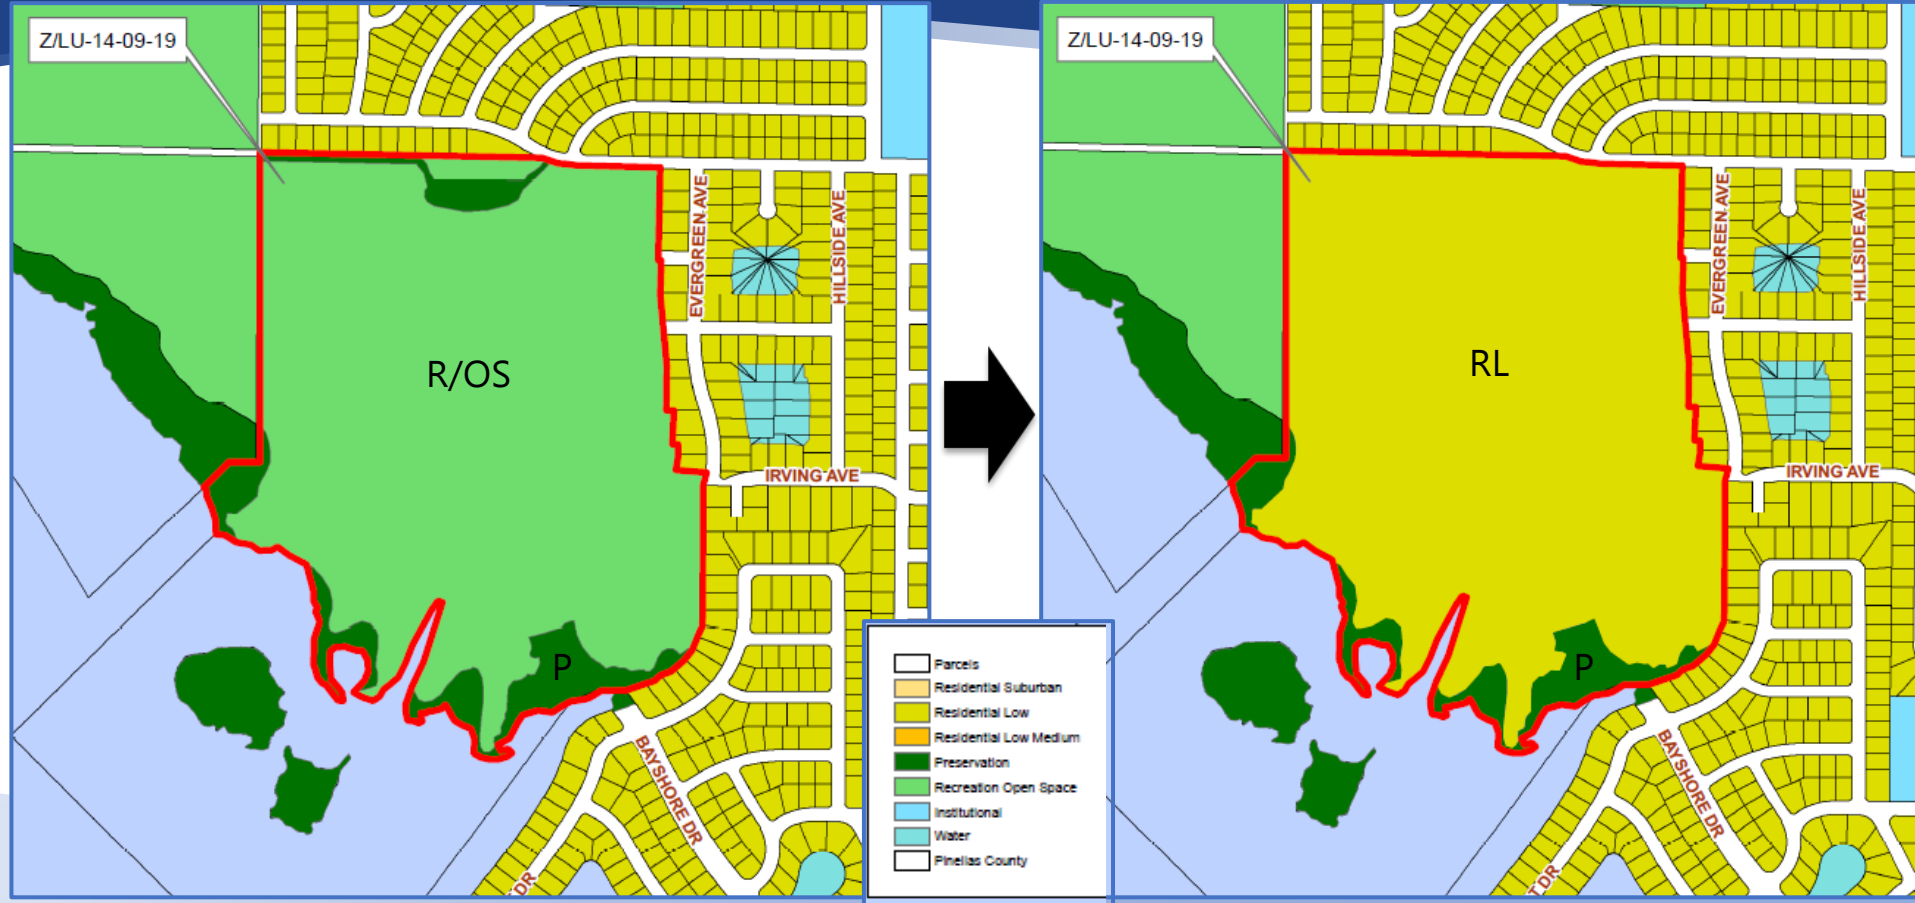 Z/LU-14-09-19
R/OS
P
EVERGREEN AVE
HILLSIDE AVE
IRVING AVE
BAYSHORE DR
DR
Z/LU-14-09-19
RL
P
EVERGREEN AVE
HILLSIDE AVE
IRVING AVE
BAYSHORE DR
T DR
Parcels
Residential Suburban
Residential Low
Residential Low Medium
Preservation
Recreation Open Space
Institutional
Water
Pinellas County